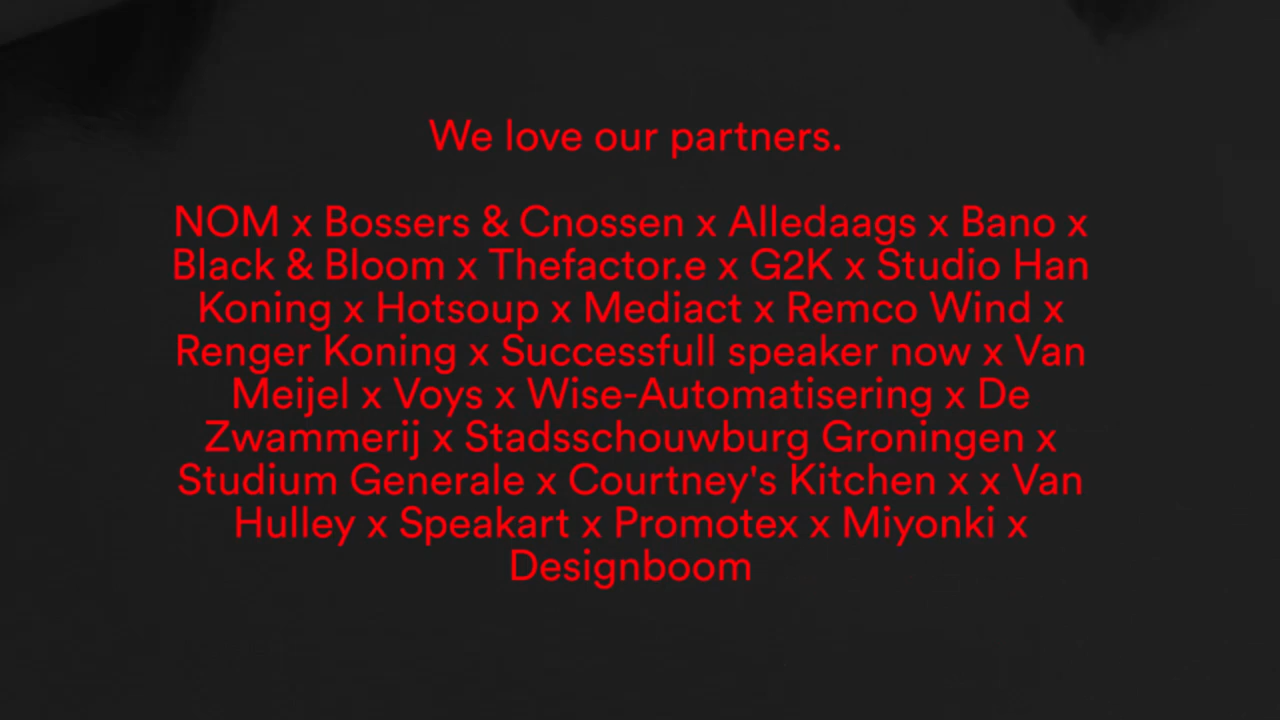 We love our partners.
NOM x Bossers & Cnossen x Alledaags x Bano x
Black & Bloom x Thefactor.e x G2K x Studio Han
Koning x Hotsoup x Mediact x Remco Wind x
Renger Koning x Successfull speaker now x Van
Meijel x Voys x Wise-Automatisering x De
Zwammerij x Stadsschouwburg Groningen x
Studium Generale x Courtney's Kitchen x x Van
Hulley x Speakart x Promotex x Miyonki x
Designboom